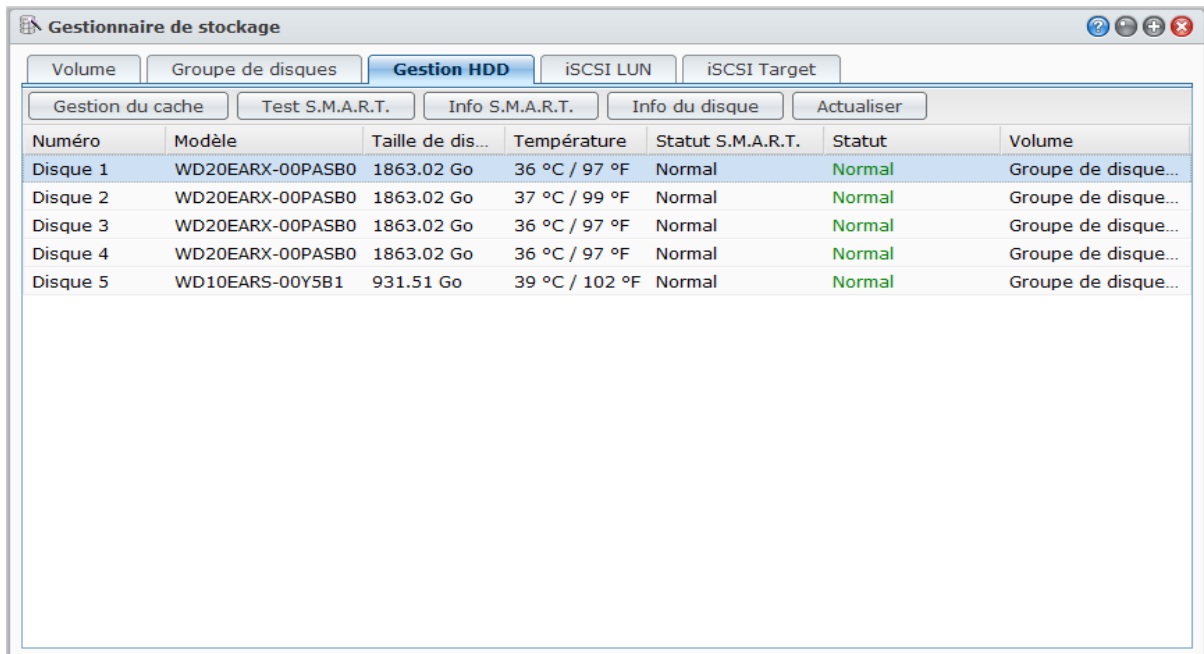 Gestionnaire de stockage
Volume Groupe de disques Gestion HDD iSCSI LUN iSCSI Target
Gestion du cache Test S.M.A.R.T. Info S.M.A.R.T. Info du disque Actualiser
Numéro Modèle Taille de dis... Température Statut S.M.A.R.T. Statut Volume
Disque 1 WD20EARX-00PASB0 1863.02 Go 36 °C / 97 °F Normal Normal Groupe de disque...
Disque 2 WD20EARX-00PASB0 1863.02 Go 37 °C / 99 °F Normal Normal Groupe de disque...
Disque 3 WD20EARX-00PASB0 1863.02 Go 36 °C / 97 °F Normal Normal Groupe de disque...
Disque 4 WD20EARX-00PASB0 1863.02 Go 36 °C / 97 °F Normal Normal Groupe de disque...
Disque 5 WD10EARS-00Y5B1 931.51 Go 39 °C / 102 °F Normal Normal Groupe de disque...